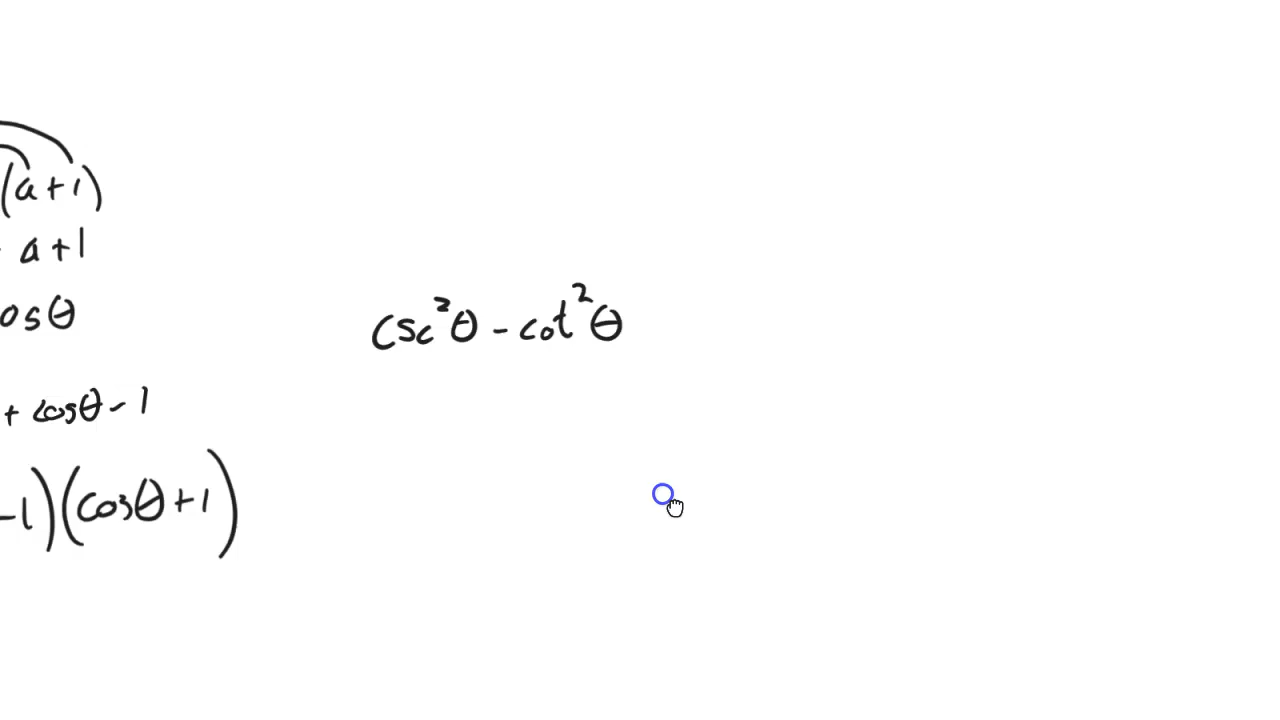 (a+1)
a+1
osθ
csc²θ - cot²θ
+ cosθ - 1
-1)(cosθ+1)